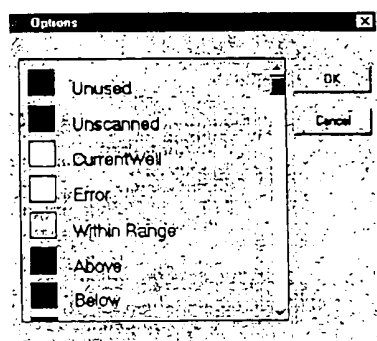 Options
Unused
OK
Unscanned
Cancel
CurrentWell
Error
Within Range
Above
Below